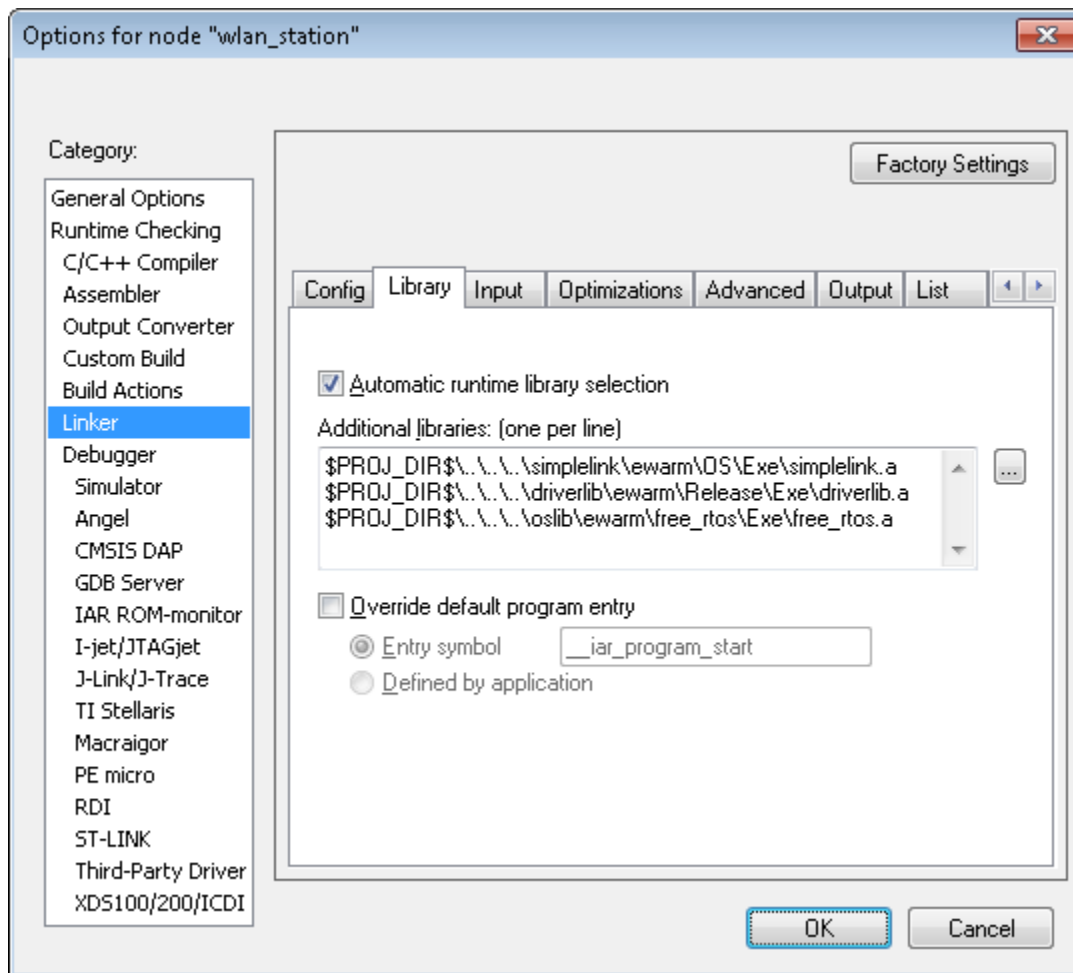 Options for node "wlan_station"
Category:
General Options
Runtime Checking
C/C++ Compiler
Assembler
Output Converter
Custom Build
Build Actions
Linker
Debugger
Simulator
Angel
CMSIS DAP
GDB Server
IAR ROM-monitor
I-jet/JTAGjet
J-Link/J-Trace
TI Stellaris
Macraigor
PE micro
RDI
ST-LINK
Third-Party Driver
XDS100/200/ICDI
Factory Settings
Config Library Input Optimizations Advanced Output List
Automatic runtime library selection
Additional libraries: (one per line)
$PROJ_DIR$\..\..\..\simplelink\ewarm\OS\Exe\simplelink.a
$PROJ_DIR$\..\..\..\driverlib\ewarm\Release\Exe\driverlib.a
$PROJ_DIR$\..\..\..\oslib\ewarm\free_rtos\Exe\free_rtos.a
...
Override default program entry
Entry symbol __iar_program_start
Defined by application
OK Cancel